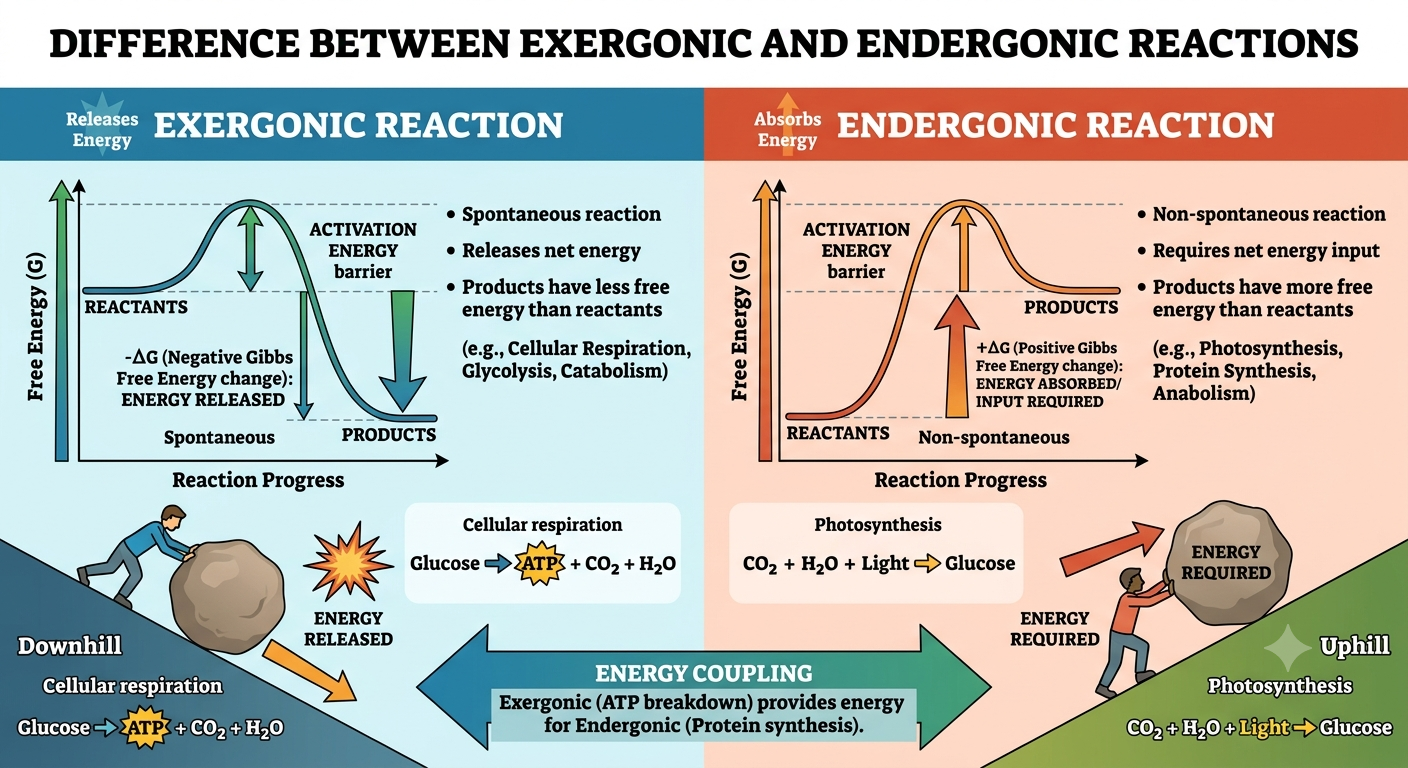 DIFFERENCE BETWEEN EXERGONIC AND ENDERGONIC REACTIONS
Releases
Energy
EXERGONIC REACTION
Free Energy (G)
REACTANTS
ACTIVATION
ENERGY
barrier
-ΔG (Negative Gibbs
Free Energy change):
ENERGY RELEASED
Spontaneous
PRODUCTS
Reaction Progress
• Spontaneous reaction
• Releases net energy
• Products have less free
energy than reactants
(e.g., Cellular Respiration,
Glycolysis, Catabolism)
Cellular respiration
Glucose → ATP + CO₂ + H₂O
ENERGY
RELEASED
Downhill
Cellular respiration
Glucose → ATP + CO₂ + H₂O
Absorbs
Energy
ENDERGONIC REACTION
Free Energy (G)
ACTIVATION
ENERGY
barrier
PRODUCTS
+ΔG (Positive Gibbs
Free Energy change):
ENERGY ABSORBED/
INPUT REQUIRED
REACTANTS
Non-spontaneous
Reaction Progress
• Non-spontaneous reaction
• Requires net energy input
• Products have more free
energy than reactants
(e.g., Photosynthesis,
Protein Synthesis,
Anabolism)
Photosynthesis
CO₂ + H₂O + Light → Glucose
ENERGY
REQUIRED
ENERGY
REQUIRED
Uphill
Photosynthesis
CO₂ + H₂O + Light → Glucose
ENERGY COUPLING
Exergonic (ATP breakdown) provides energy
for Endergonic (Protein synthesis).